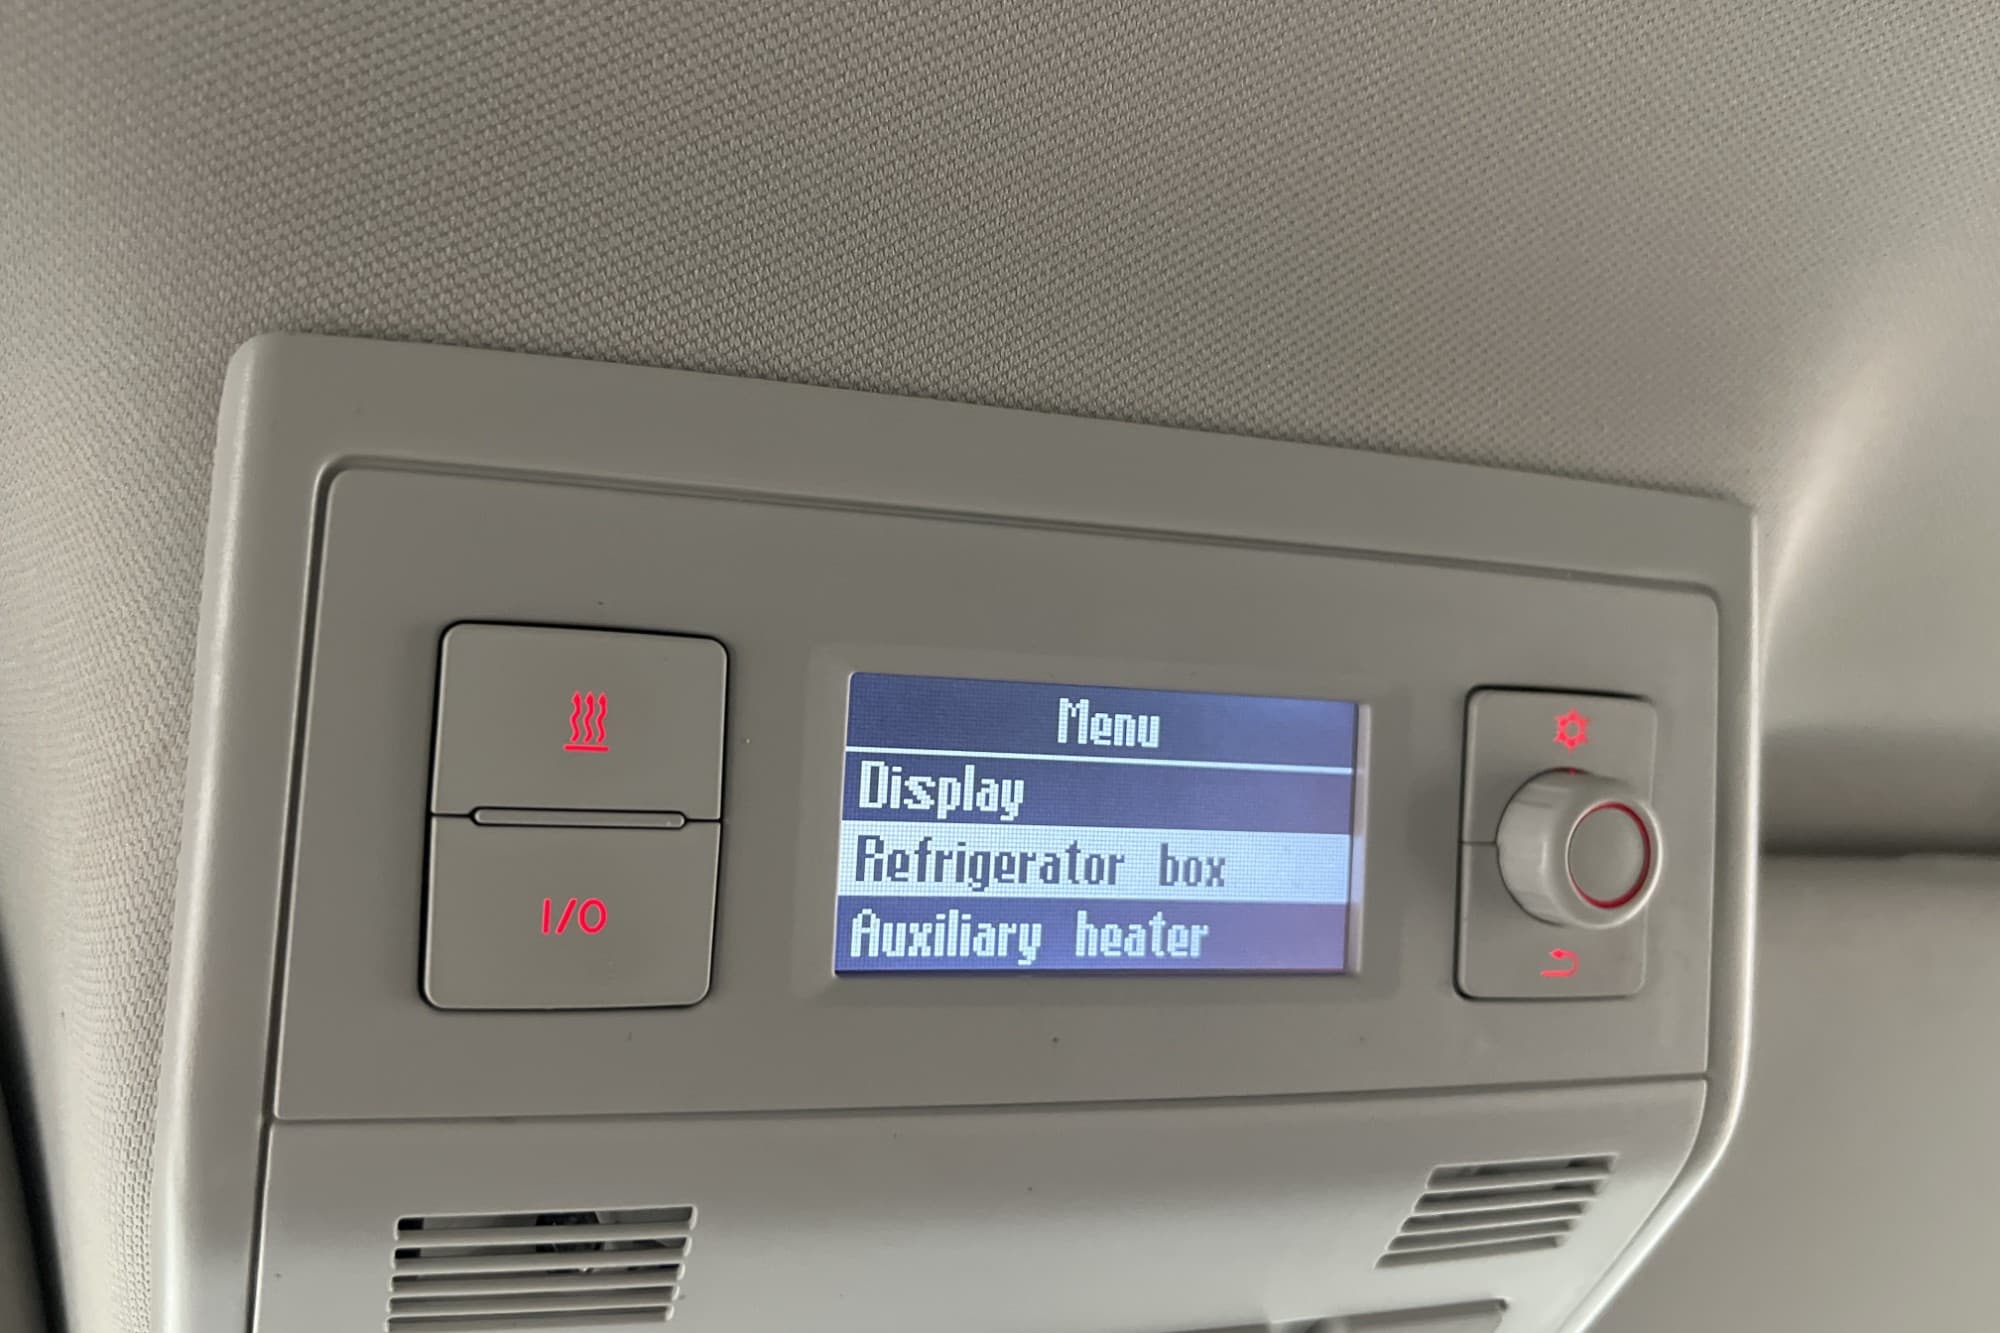 Menu
Display
Refrigerator box
Auxiliary heater
I/O